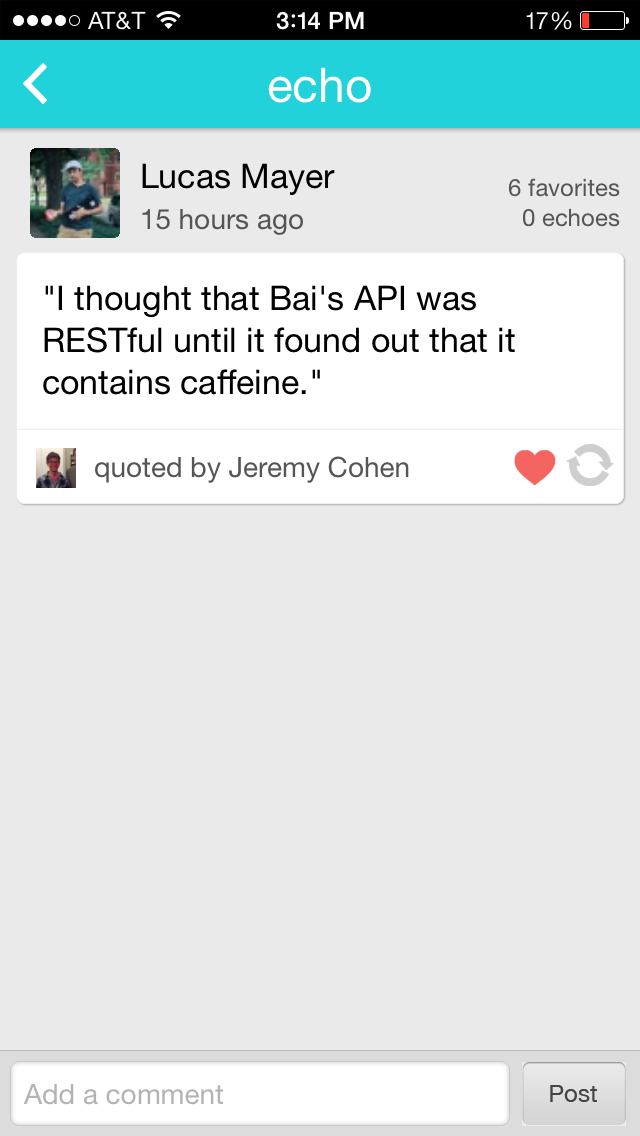 AT&T 3:14 PM 17%
echo
Lucas Mayer
15 hours ago
6 favorites
0 echoes
"I thought that Bai's API was
RESTful until it found out that it
contains caffeine."
quoted by Jeremy Cohen
Add a comment
Post